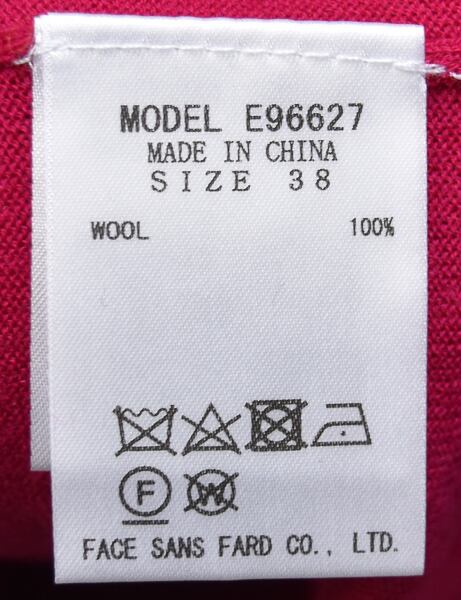 MODEL E96627
MADE IN CHINA
SIZE 38
WOOL 100%
F W
FACE SANS FARD CO., LTD.